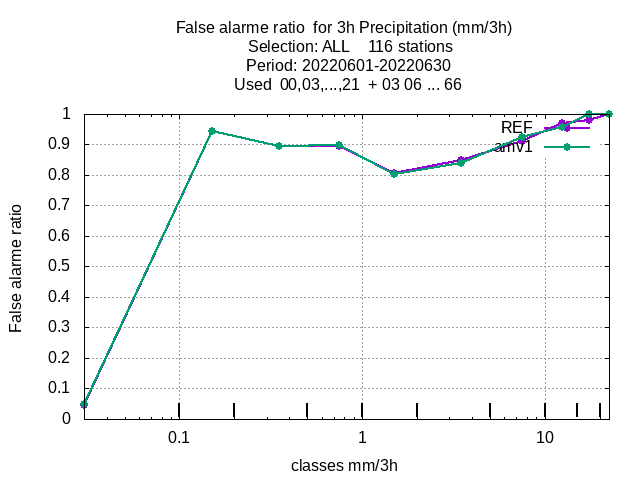 False alarme ratio  for 3h Precipitation (mm/3h)
Selection: ALL    116 stations
Period: 20220601-20220630
Used  00,03,...,21  + 03 06 ... 66
1
0.9
0.8
0.7
0.6
0.5
0.4
0.3
0.2
0.1
0
False alarme ratio
REF
amv1
0.1
1
10
classes mm/3h